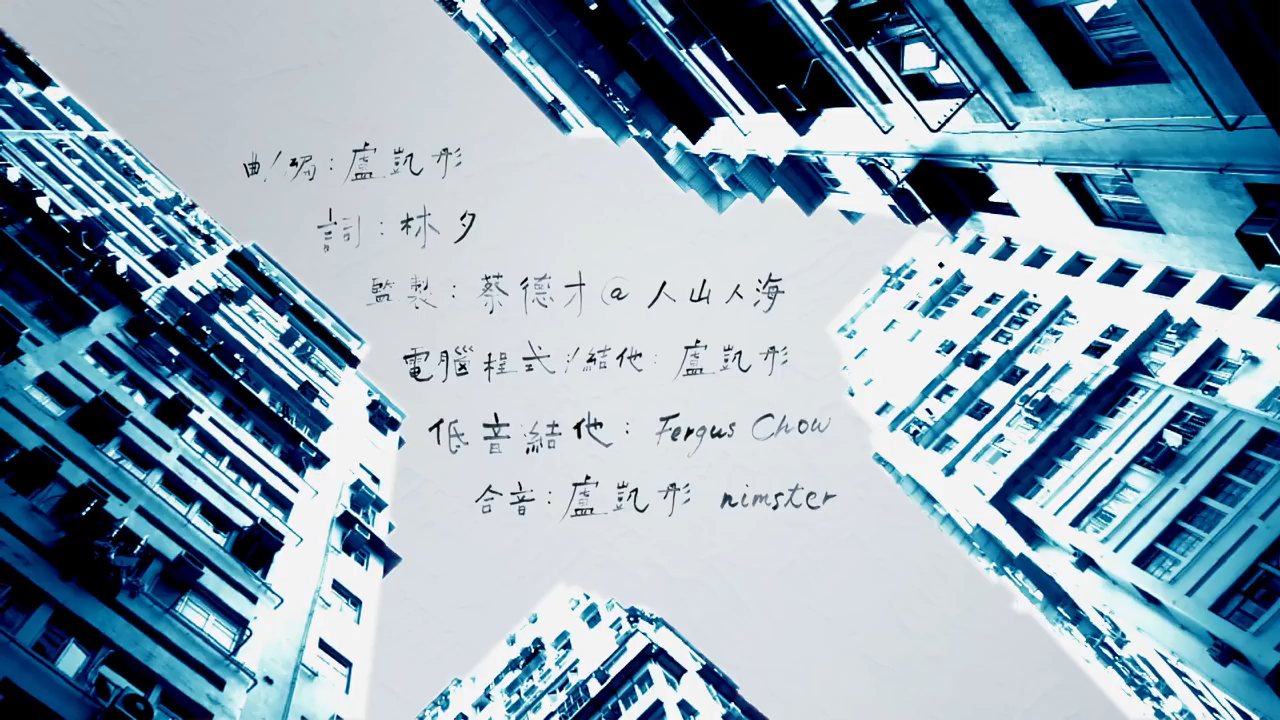 曲/編:盧凱彤
詞:林夕
監製:蔡德才@人山人海
電腦程式/結他:盧凱彤
低音結他:Fergus Chow
合音:盧凱彤 nimster